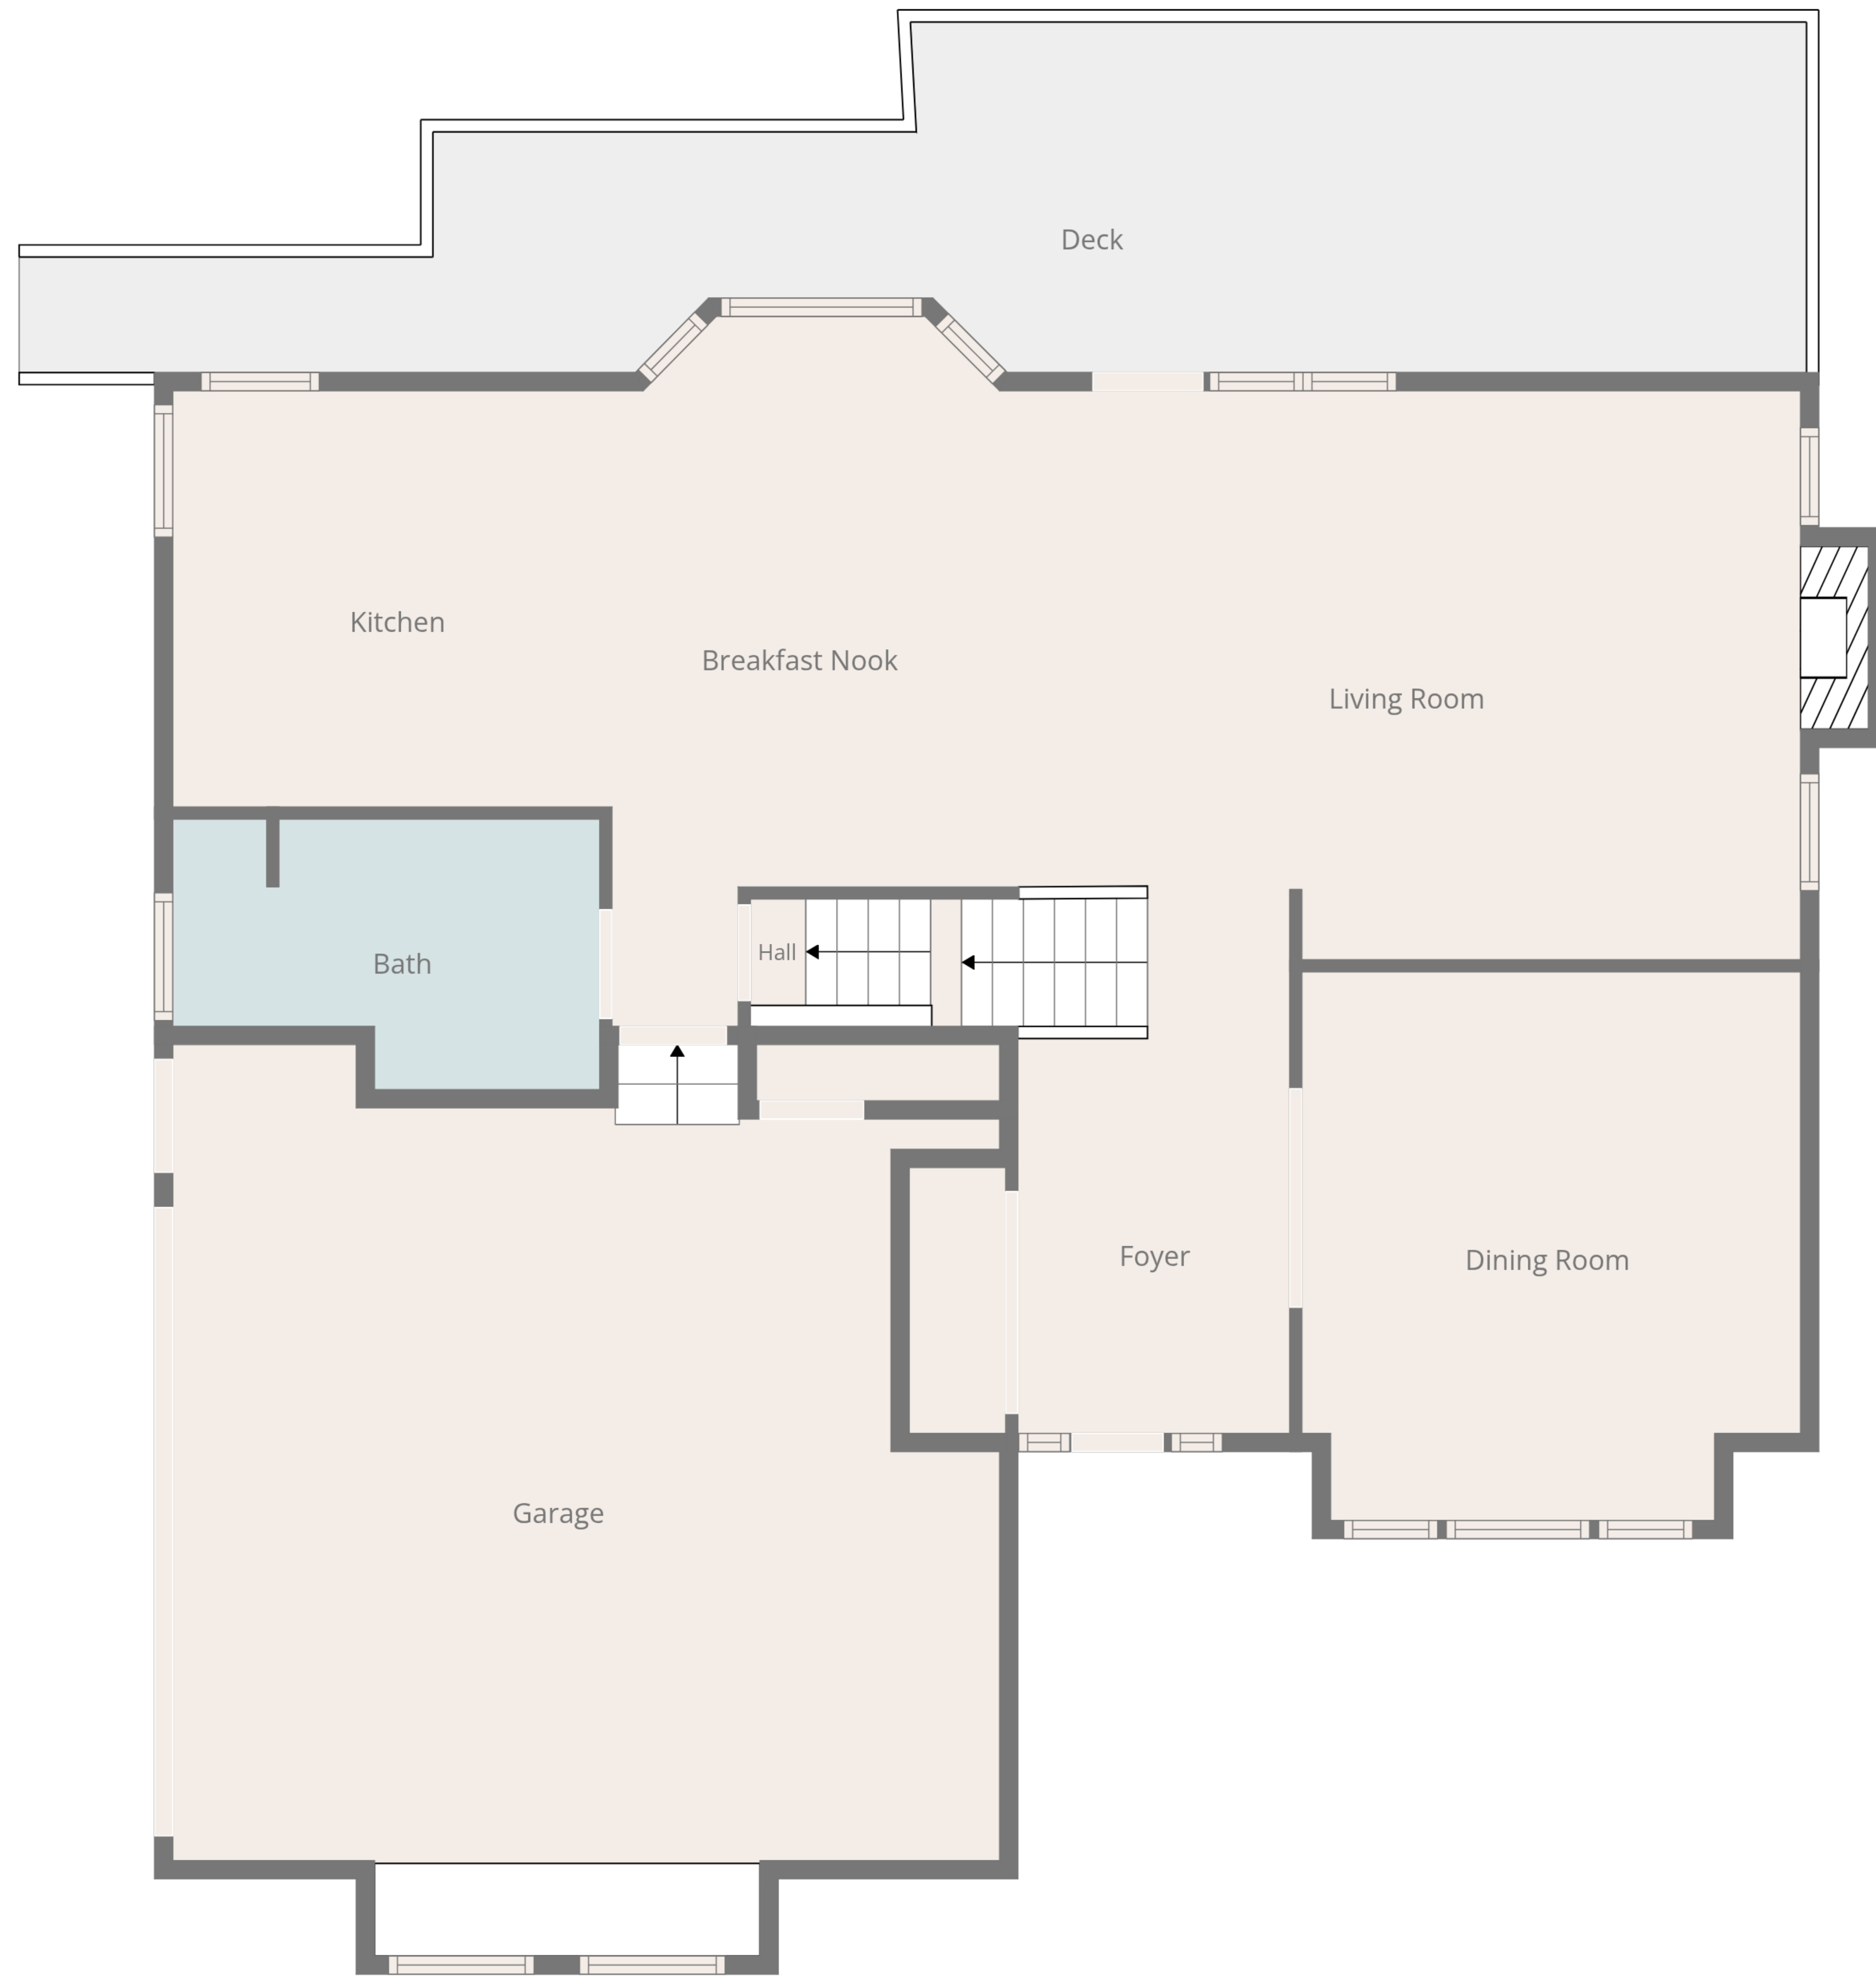 Deck
Kitchen
Breakfast Nook
Living Room
Hall
Bath
Foyer
Dining Room
Garage